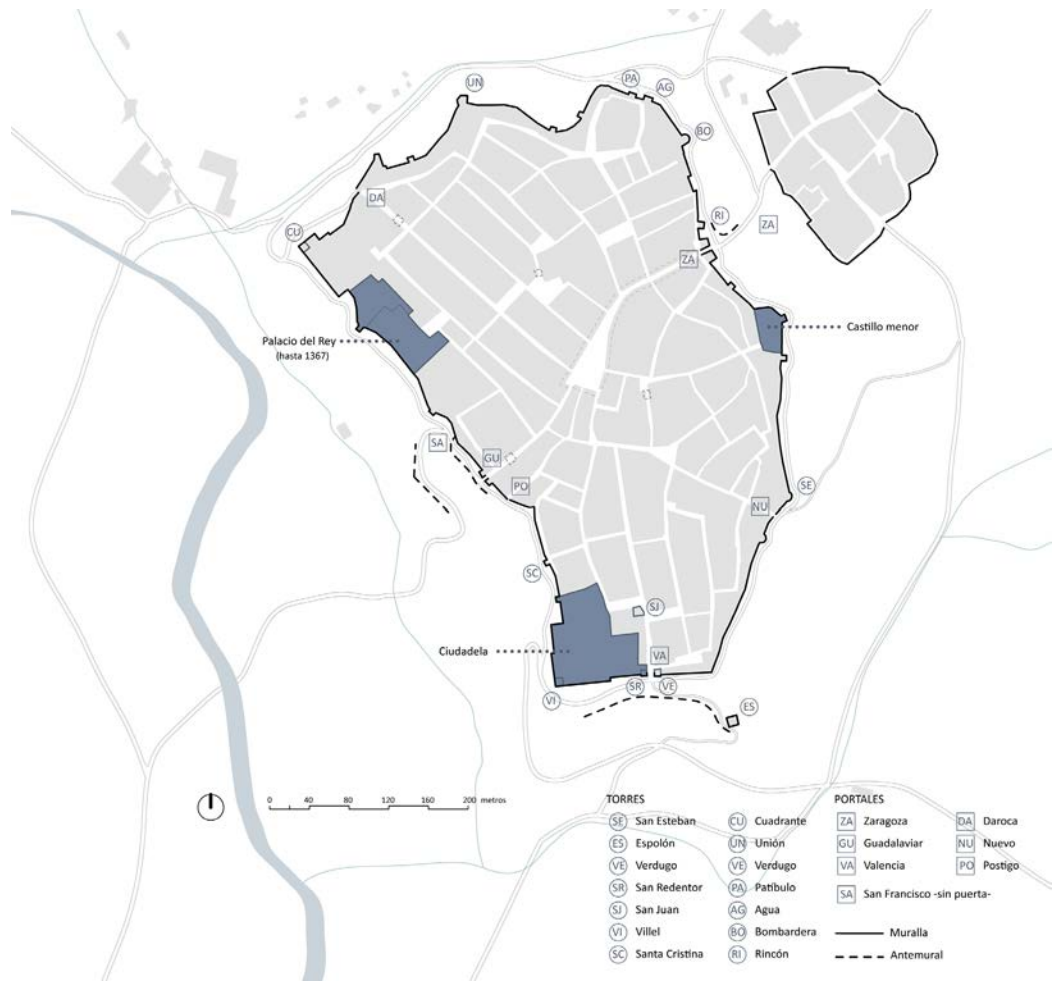 UN
PA
AG
BO
DA
RI
ZA
CU
ZA
Castillo menor
Palacio del Rey
(hasta 1367)
SA
GU
PO
SE
NU
SC
SJ
Ciudadela
VA
VI
SR
VE
ES
0 40 80 120 160 200 metros
TORRES
SE San Esteban
ES Espolón
VE Verdugo
SR San Redentor
SJ San Juan
VI Villel
SC Santa Cristina
CU Cuadrante
UN Unión
VE Verdugo
PA Patíbulo
AG Agua
BO Bombardera
RI Rincón
PORTALES
ZA Zaragoza
GU Guadalaviar
VA Valencia
DA Daroca
NU Nuevo
PO Postigo
SA San Francisco -sin puerta-
Muralla
Antemural